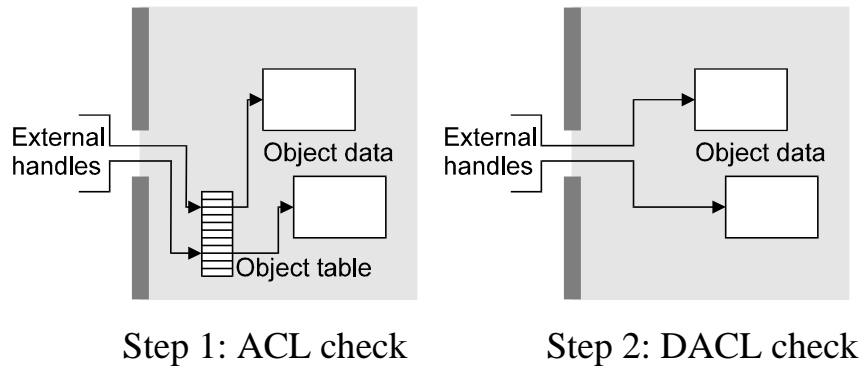 External
handles
Object data
Object table
Step 1: ACL check
External
handles
Object data
Step 2: DACL check